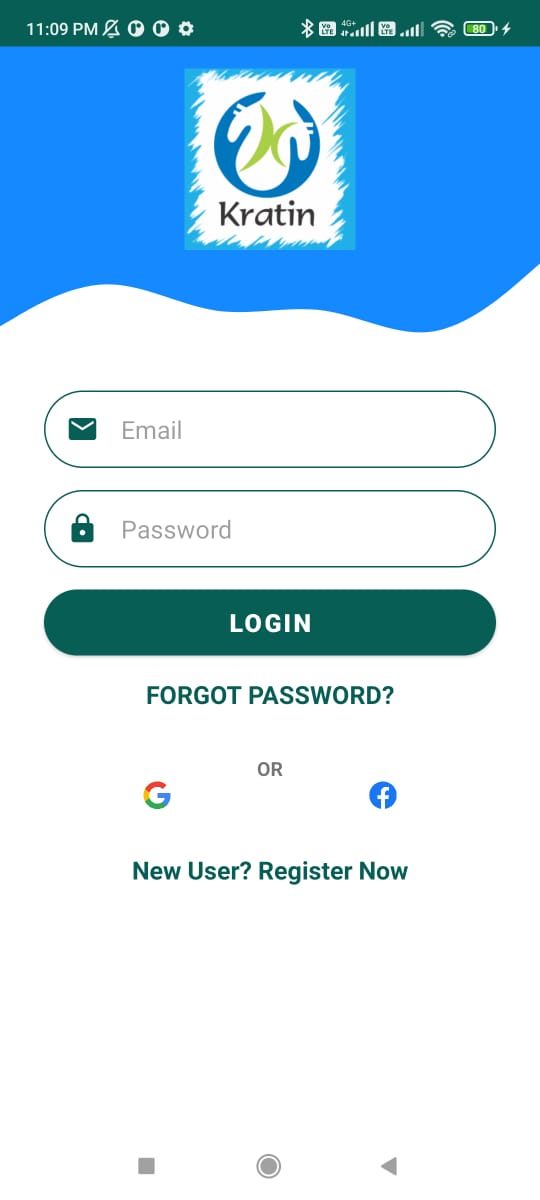 11:09 PM Vo LTE 4G+ Vo LTE 80
Kratin
Email
Password
LOGIN
FORGOT PASSWORD?
OR
New User? Register Now